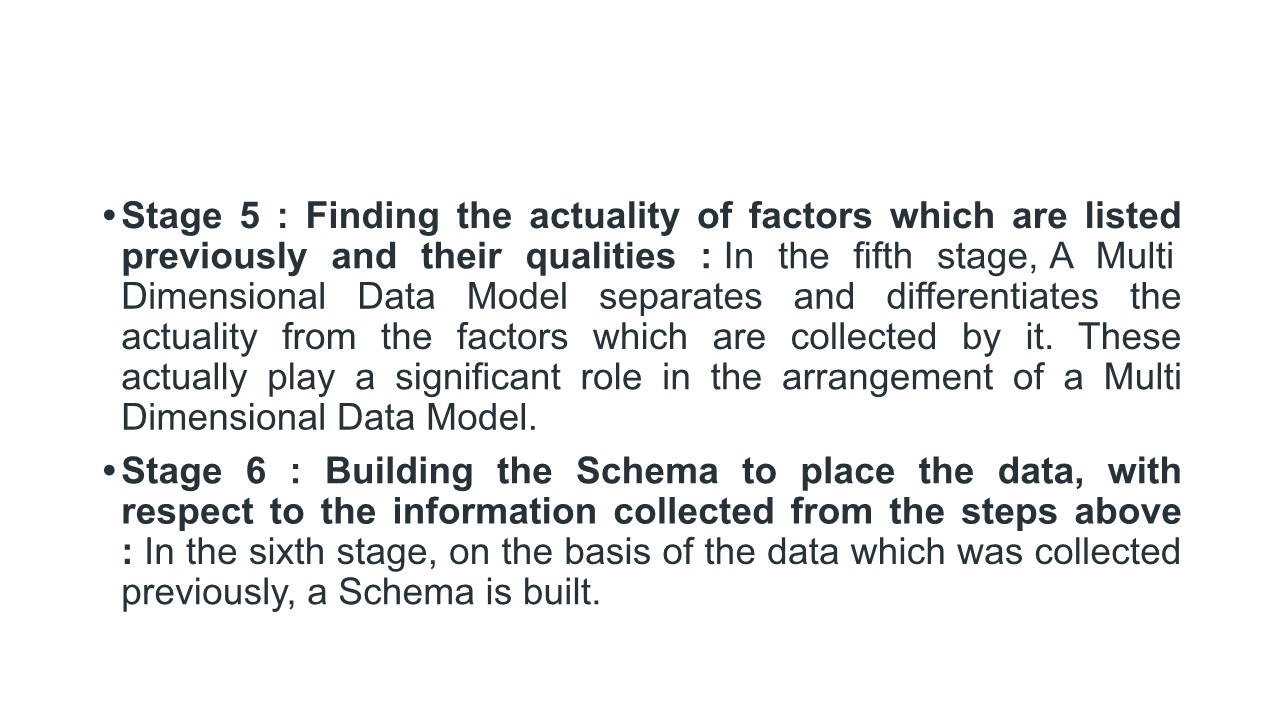 •Stage 5 : Finding the actuality of factors which are listed
previously and their qualities : In the fifth stage, A Multi
Dimensional Data Model separates and differentiates the
actuality from the factors which are collected by it. These
actually play a significant role in the arrangement of a Multi
Dimensional Data Model.
•Stage 6 : Building the Schema to place the data, with
respect to the information collected from the steps above
: In the sixth stage, on the basis of the data which was collected
previously, a Schema is built.